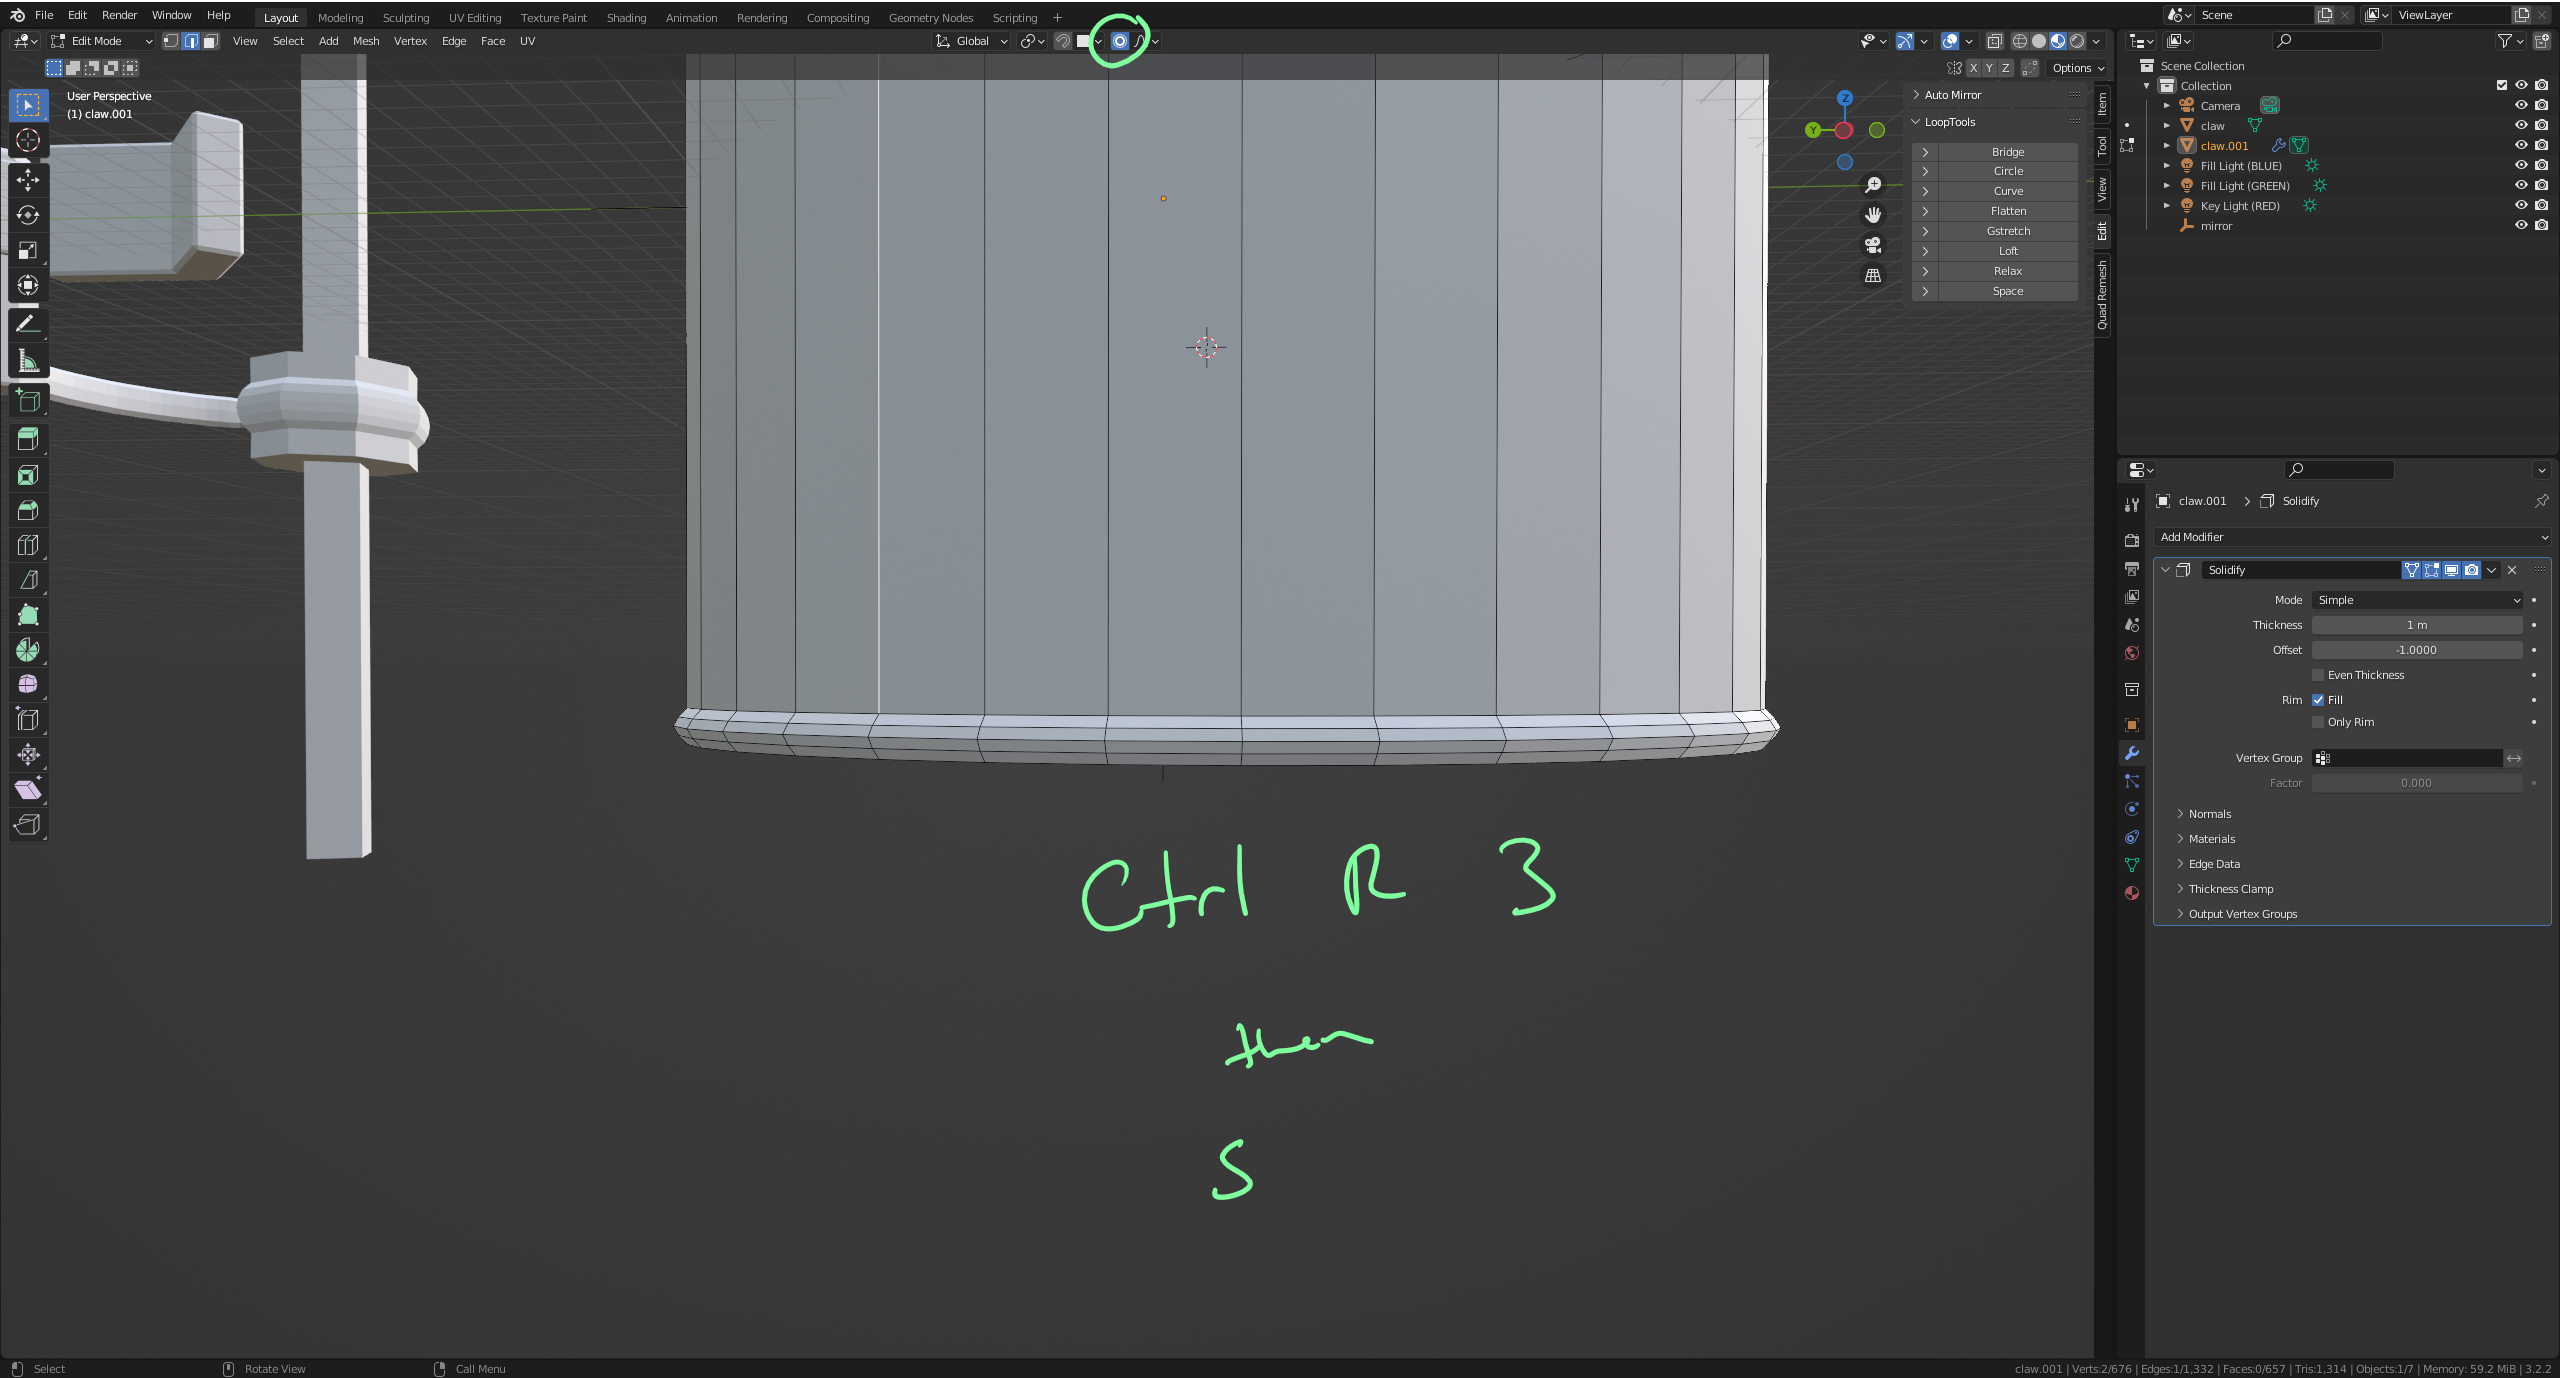 File Edit Render Window Help Layout Modeling Sculpting UV Editing Texture Paint Shading Animation Rendering Compositing Geometry Nodes Scripting + Scene ViewLayer
Edit Mode View Select Add Mesh Vertex Edge Face UV Global
X Y Z Options
User Perspective
(1) claw.001
Z
Y
Auto Mirror
LoopTools
Bridge
Circle
Curve
Flatten
Gstretch
Loft
Relax
Space
Item
Tool
View
Edit
Quad Remesh
Scene Collection
Collection
Camera
claw
claw.001
Fill Light (BLUE)
Fill Light (GREEN)
Key Light (RED)
mirror
claw.001 > Solidify
Add Modifier
Solidify
Mode Simple
Thickness 1 m
Offset -1.0000
Even Thickness
Rim Fill
Only Rim
Vertex Group
Factor 0.000
Normals
Materials
Edge Data
Thickness Clamp
Output Vertex Groups
Ctrl R 3
then
S
Select Rotate View Call Menu
claw.001 | Verts:2/676 | Edges:1/1,332 | Faces:0/657 | Tris:1,314 | Objects:1/7 | Memory: 59.2 MiB | 3.2.2